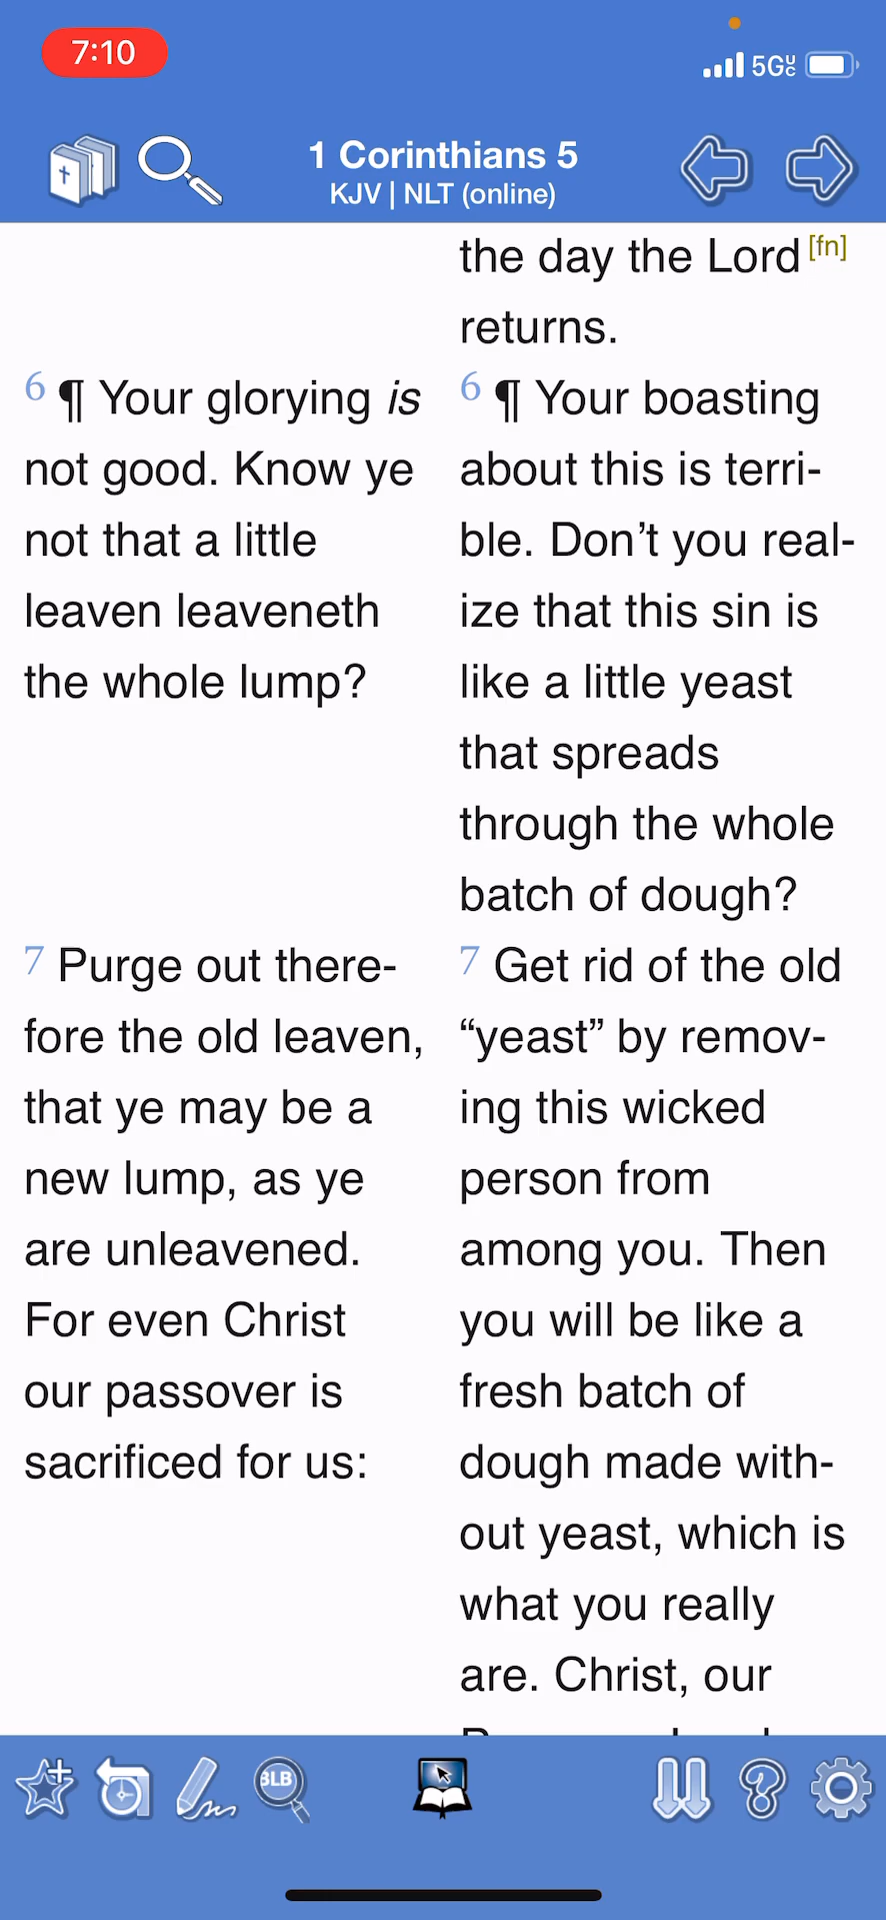 7:10
5GUC
1 Corinthians 5
KJV | NLT (online)
the day the Lord [fn]
returns.
6 ¶ Your glorying is
not good. Know ye
not that a little
leaven leaveneth
the whole lump?
6 ¶ Your boasting
about this is terri-
ble. Don’t you real-
ize that this sin is
like a little yeast
that spreads
through the whole
batch of dough?
7 Purge out there-
fore the old leaven,
that ye may be a
new lump, as ye
are unleavened.
For even Christ
our passover is
sacrificed for us:
7 Get rid of the old
“yeast” by remov-
ing this wicked
person from
among you. Then
you will be like a
fresh batch of
dough made with-
out yeast, which is
what you really
are. Christ, our
BLB